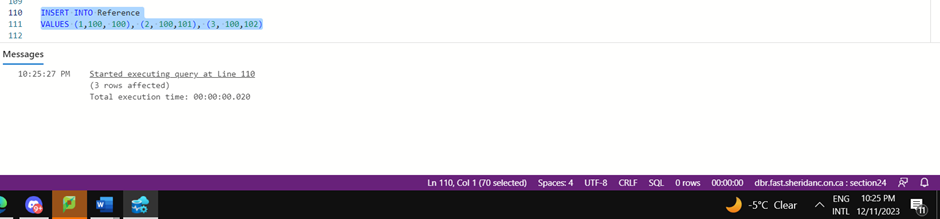 109
110 INSERT INTO Reference
111 VALUES (1,100, 100), (2, 100,101), (3, 100,102)
112
Messages
10:25:27 PM Started executing query at Line 110
(3 rows affected)
Total execution time: 00:00:00.020
Ln 110, Col 1 (70 selected) Spaces: 4 UTF-8 CRLF SQL 0 rows 00:00:00 dbr.fast.sheridanc.on.ca : section24
-5°C Clear ENG 10:25 PM
INTL 12/11/2023 11